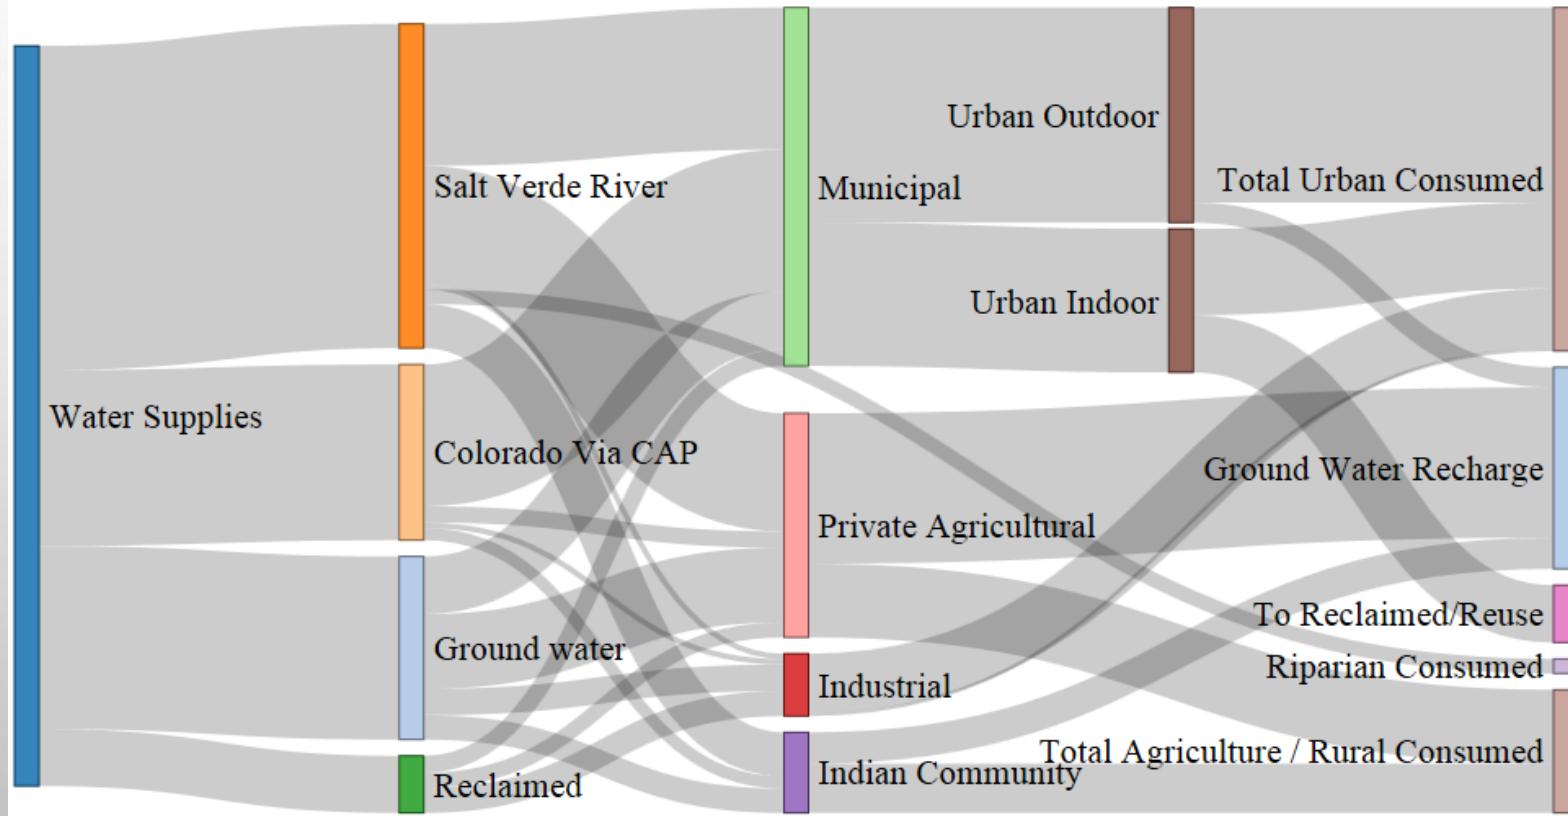 Water Supplies
Salt Verde River
Colorado Via CAP
Ground water
Reclaimed
Municipal
Private Agricultural
Industrial
Indian Community
Urban Outdoor
Urban Indoor
Total Urban Consumed
Ground Water Recharge
To Reclaimed/Reuse
Riparian Consumed
Total Agriculture / Rural Consumed